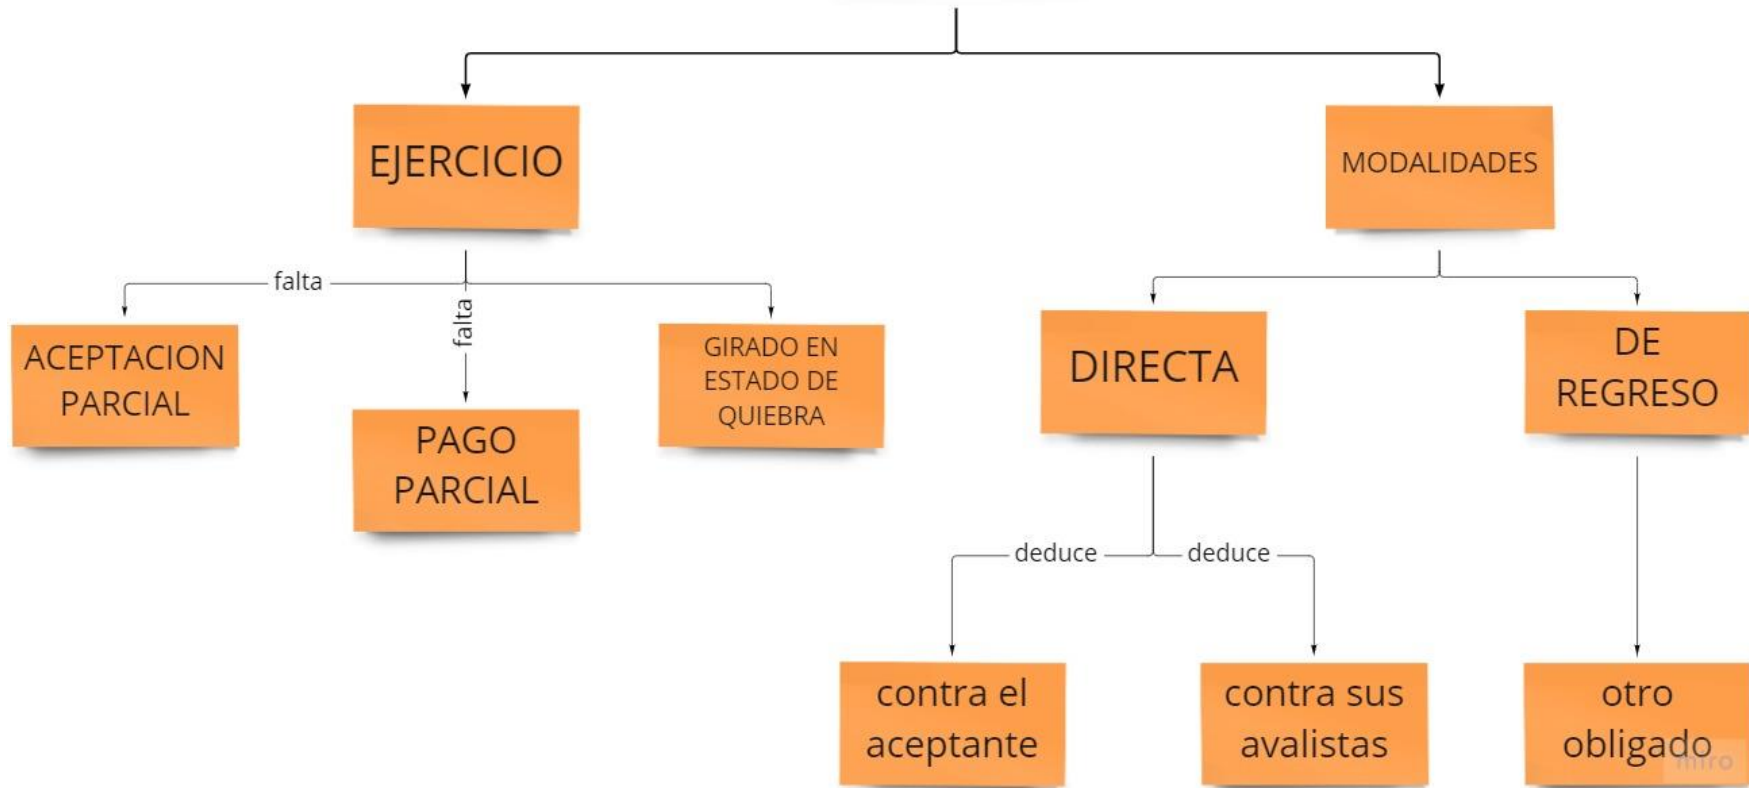 EJERCICIO
MODALIDADES
falta
falta
ACEPTACION
PARCIAL
PAGO
PARCIAL
GIRADO EN
ESTADO DE
QUIEBRA
DIRECTA
DE
REGRESO
deduce
deduce
contra el
aceptante
contra sus
avalistas
otro
obligado
miro